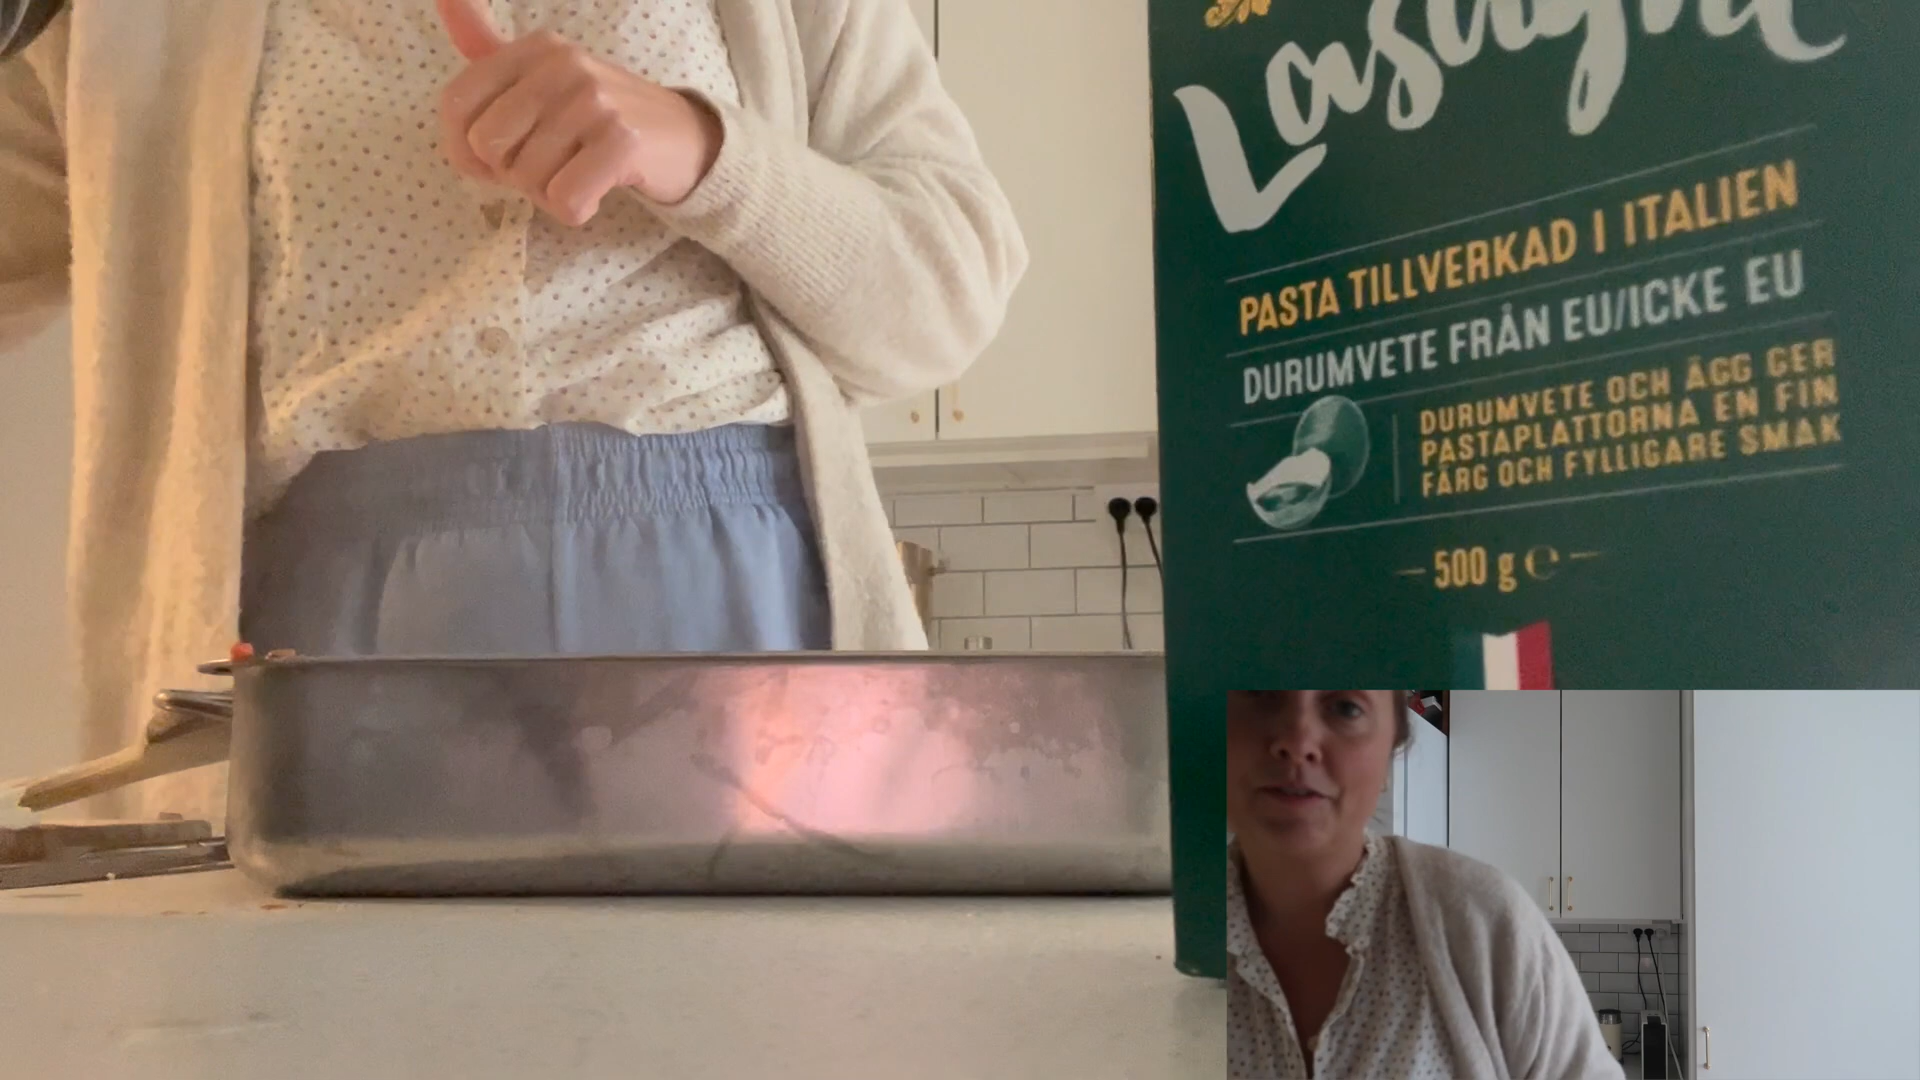 Lasagna
PASTA TILLVERKAD I ITALIEN
DURUMVETE FRÅN EU/ICKE EU
DURUMVETE OCH ÄGG GER
PASTAPLATTORNA EN FIN
FÄRG OCH FYLLIGARE SMAK
500 g ℮